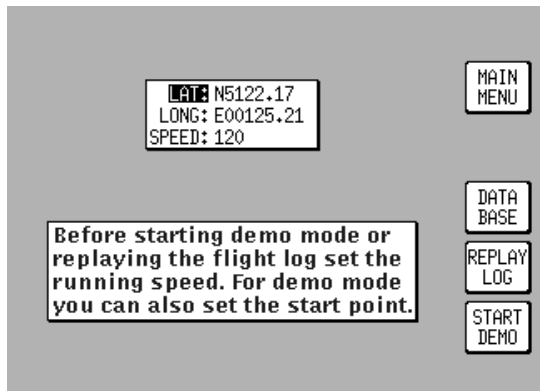 LAT: N5122.17
LONG: E00125.21
SPEED: 120
MAIN
MENU
DATA
BASE
REPLAY
LOG
START
DEMO
Before starting demo mode or
replaying the flight log set the
running speed. For demo mode
you can also set the start point.